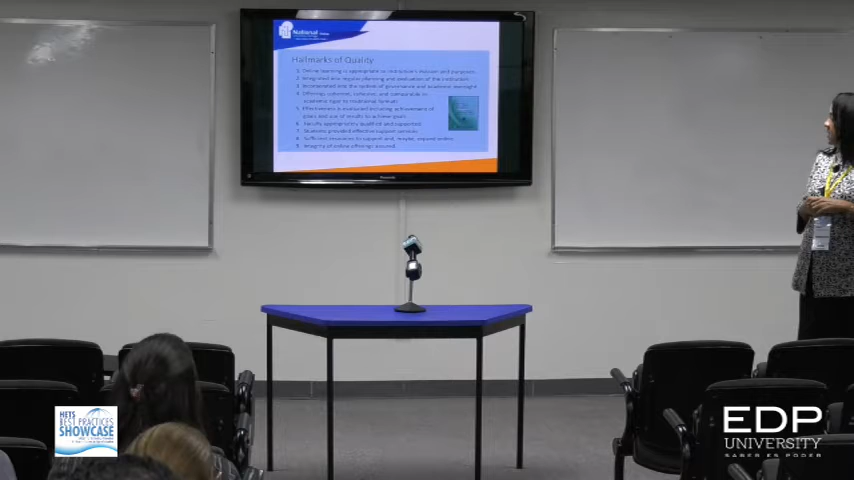 National
Hallmarks of Quality
1. Online learning is appropriate to institution's mission and purposes.
2. Integrated into regular planning and evaluation of the institution.
3. Incorporated into the system of governance and academic oversight
4. Offerings coherent, cohesive, and comparable in
academic rigor to traditional formats
5. Effectiveness is evaluated including achievement of
goals and use of results to achieve goals
6. Faculty appropriately qualified and supported
7. Students provided effective support services.
8. Sufficient resources to support and, maybe, expand online
9. Integrity of online offerings assured
Panasonic
HETS
BEST PRACTICES
SHOWCASE
EDP
UNIVERSITY
SABER ES PODER